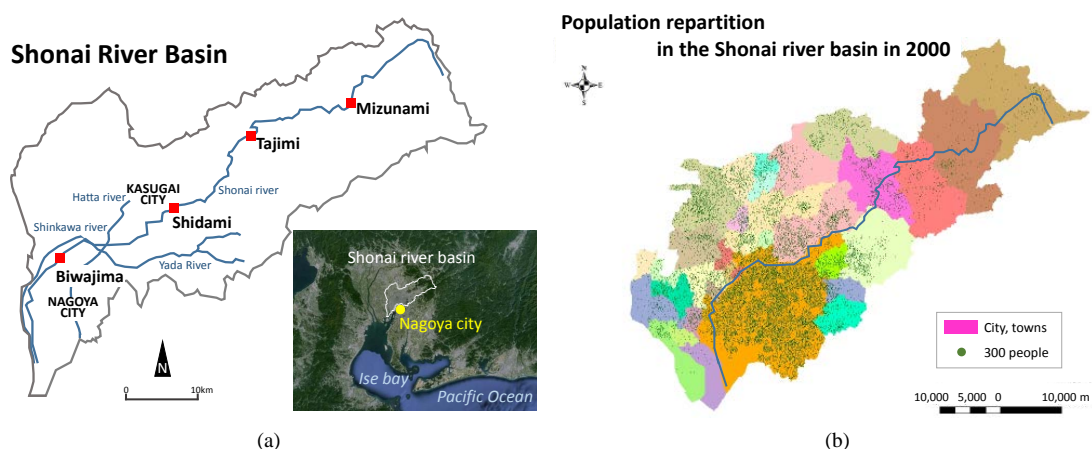 Shonai River Basin
Mizunami
Tajimi
Hatta river
KASUGAI
CITY
Shonai river
Shidami
Shinkawa river
Yada River
Biwajima
NAGOYA
CITY
N
0
10km
Shonai river basin
Nagoya city
Ise bay
Pacific Ocean
(a)
Population repartition
in the Shonai river basin in 2000
N
W
E
S
City, towns
300 people
10,000 5,000 0 10,000 m
(b)